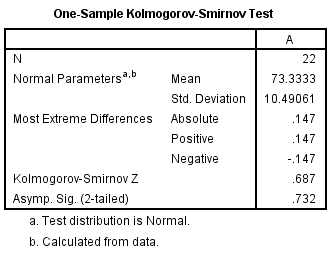 One-Sample Kolmogorov-Smirnov Test
A
N 22
Normal Parametersa,b Mean 73.3333
Std. Deviation 10.49061
Most Extreme Differences Absolute .147
Positive .147
Negative -.147
Kolmogorov-Smirnov Z .687
Asymp. Sig. (2-tailed) .732
a. Test distribution is Normal.
b. Calculated from data.